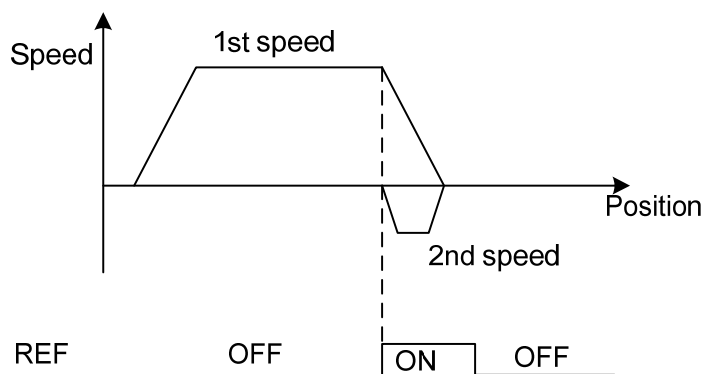 1st speed
Speed
Position
2nd speed
REF OFF ON OFF